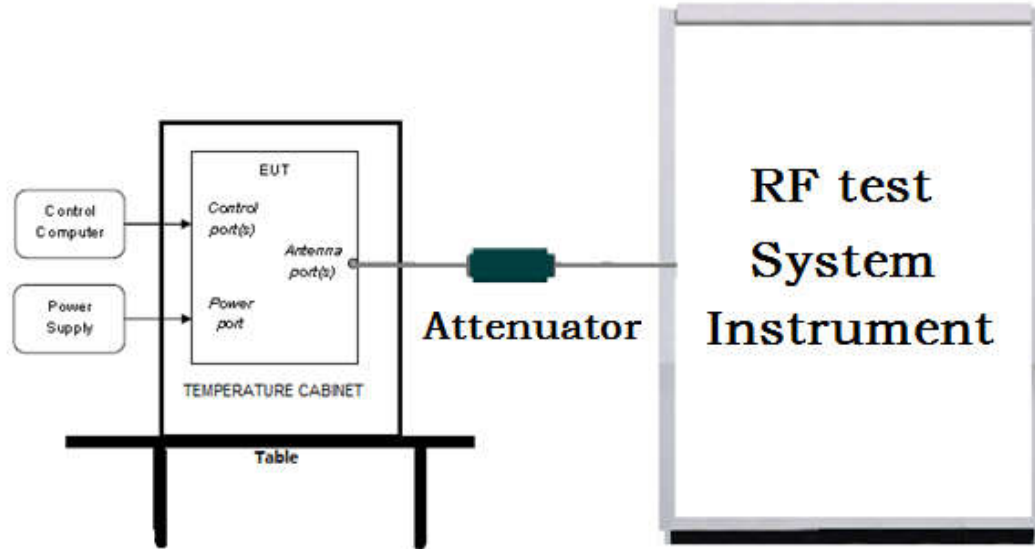 Control
Computer
Power
Supply
EUT
Control
port(s)
Antenna
port(s)
Power
port
TEMPERATURE CABINET
Table
Attenuator
RF test
System
Instrument